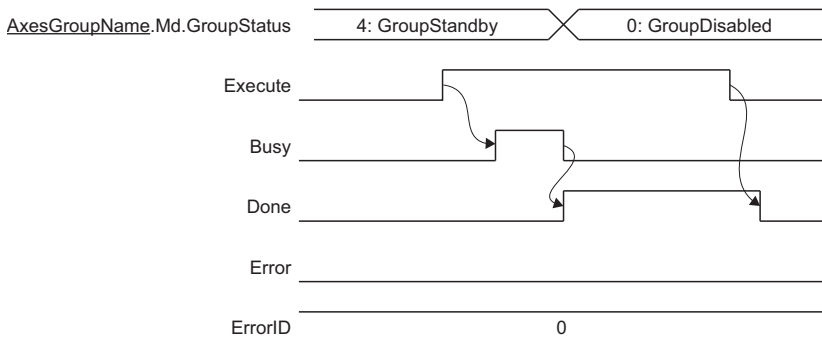 AxesGroupName.Md.GroupStatus 4: GroupStandby 0: GroupDisabled
Execute
Busy
Done
Error
ErrorID 0